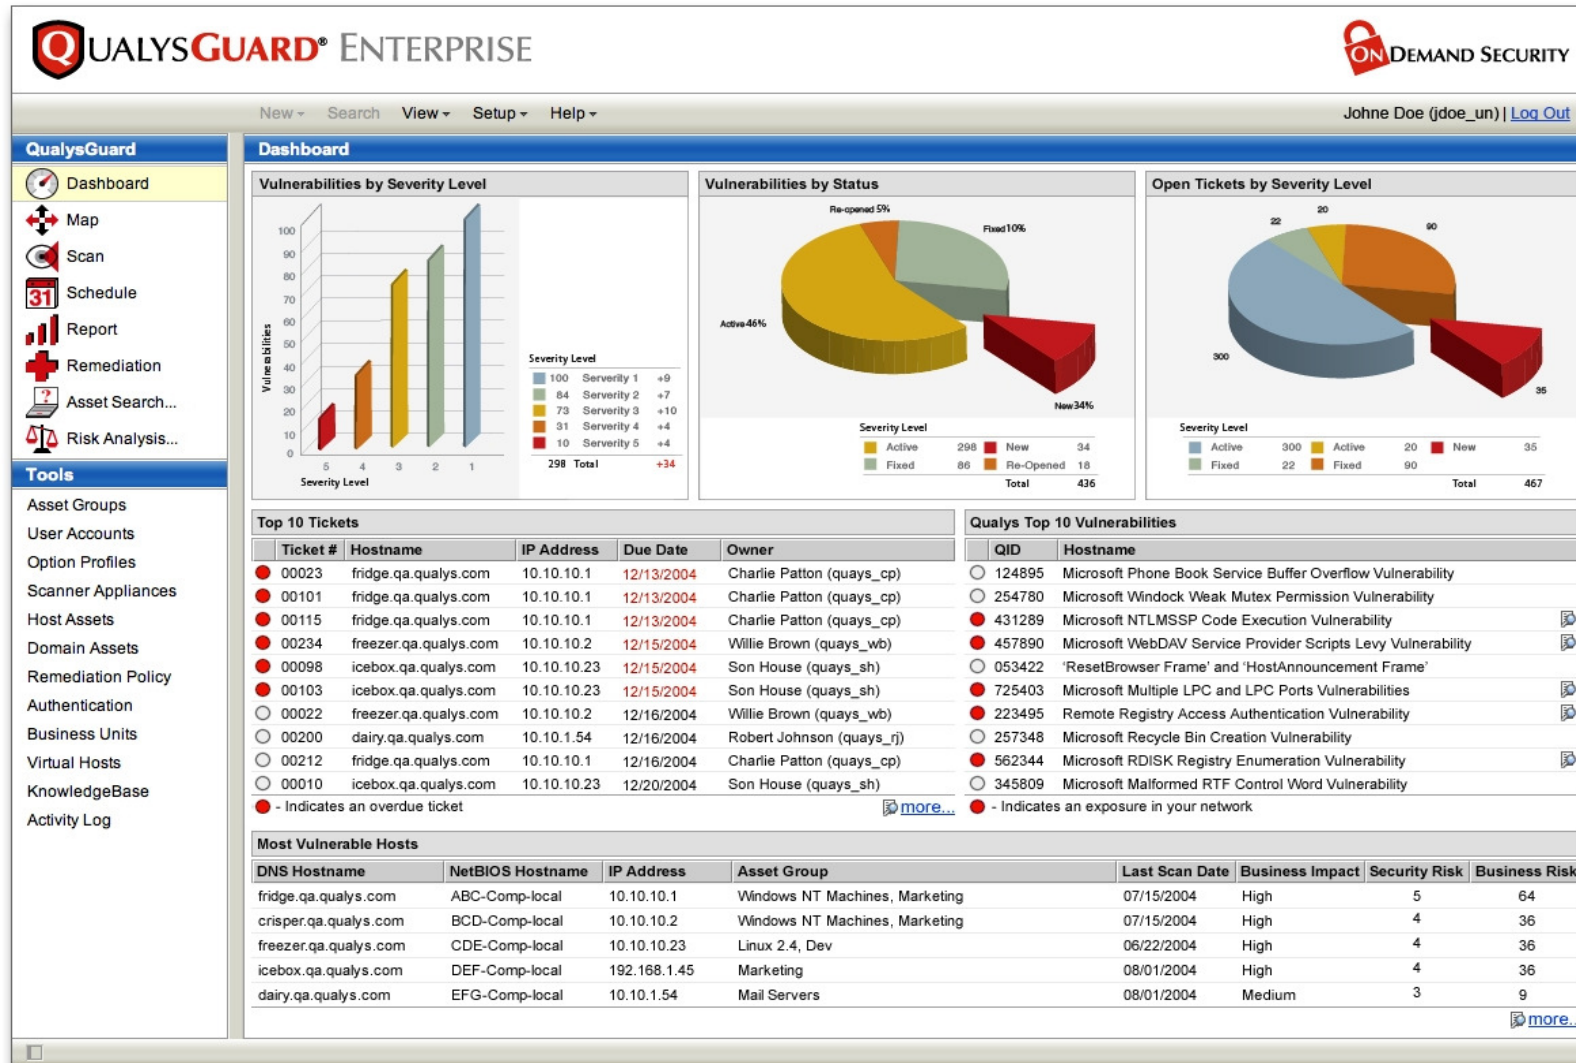 QUALYSGUARD® ENTERPRISE
ON DEMAND SECURITY
New Search View Setup Help
Johne Doe (jdoe_un) | Log Out
QualysGuard
Dashboard
Map
Scan
31 Schedule
Report
Remediation
? Asset Search...
Risk Analysis...
Tools
Asset Groups
User Accounts
Option Profiles
Scanner Appliances
Host Assets
Domain Assets
Remediation Policy
Authentication
Business Units
Virtual Hosts
KnowledgeBase
Activity Log
Dashboard
Vulnerabilities by Severity Level
100
90
80
70
60
50
40
30
20
10
0
Vulnerabilities
5 4 3 2 1
Severity Level
Severity Level
100 Serverity 1 +9
84 Serverity 2 +7
73 Serverity 3 +10
31 Serverity 4 +4
10 Serverity 5 +4
298 Total +34
Vulnerabilities by Status
Re-opened 5%
Fixed 10%
Active 46%
New 34%
Severity Level
Active 298 New 34
Fixed 86 Re-Opened 18
Total 436
Open Tickets by Severity Level
20
22
90
300
35
Severity Level
Active 300 Active 20 New 35
Fixed 22 Fixed 90
Total 467
Top 10 Tickets
Ticket # Hostname IP Address Due Date Owner
00023 fridge.qa.qualys.com 10.10.10.1 12/13/2004 Charlie Patton (quays_cp)
00101 fridge.qa.qualys.com 10.10.10.1 12/13/2004 Charlie Patton (quays_cp)
00115 fridge.qa.qualys.com 10.10.10.1 12/13/2004 Charlie Patton (quays_cp)
00234 freezer.qa.qualys.com 10.10.10.2 12/15/2004 Willie Brown (quays_wb)
00098 icebox.qa.qualys.com 10.10.10.23 12/15/2004 Son House (quays_sh)
00103 icebox.qa.qualys.com 10.10.10.23 12/15/2004 Son House (quays_sh)
00022 freezer.qa.qualys.com 10.10.10.2 12/16/2004 Willie Brown (quays_wb)
00200 dairy.qa.qualys.com 10.10.1.54 12/16/2004 Robert Johnson (quays_rj)
00212 fridge.qa.qualys.com 10.10.10.1 12/16/2004 Charlie Patton (quays_cp)
00010 icebox.qa.qualys.com 10.10.10.23 12/20/2004 Son House (quays_sh)
- Indicates an overdue ticket more...
Qualys Top 10 Vulnerabilities
QID Hostname
124895 Microsoft Phone Book Service Buffer Overflow Vulnerability
254780 Microsoft Windock Weak Mutex Permission Vulnerability
431289 Microsoft NTLMSSP Code Execution Vulnerability
457890 Microsoft WebDAV Service Provider Scripts Levy Vulnerability
053422 'ResetBrowser Frame' and 'HostAnnouncement Frame'
725403 Microsoft Multiple LPC and LPC Ports Vulnerabilities
223495 Remote Registry Access Authentication Vulnerability
257348 Microsoft Recycle Bin Creation Vulnerability
562344 Microsoft RDISK Registry Enumeration Vulnerability
345809 Microsoft Malformed RTF Control Word Vulnerability
- Indicates an exposure in your network
Most Vulnerable Hosts
DNS Hostname NetBIOS Hostname IP Address Asset Group Last Scan Date Business Impact Security Risk Business Risk
fridge.qa.qualys.com ABC-Comp-local 10.10.10.1 Windows NT Machines, Marketing 07/15/2004 High 5 64
crisper.qa.qualys.com BCD-Comp-local 10.10.10.2 Windows NT Machines, Marketing 07/15/2004 High 4 36
freezer.qa.qualys.com CDE-Comp-local 10.10.10.23 Linux 2.4, Dev 06/22/2004 High 4 36
icebox.qa.qualys.com DEF-Comp-local 192.168.1.45 Marketing 08/01/2004 High 4 36
dairy.qa.qualys.com EFG-Comp-local 10.10.1.54 Mail Servers 08/01/2004 Medium 3 9
more..